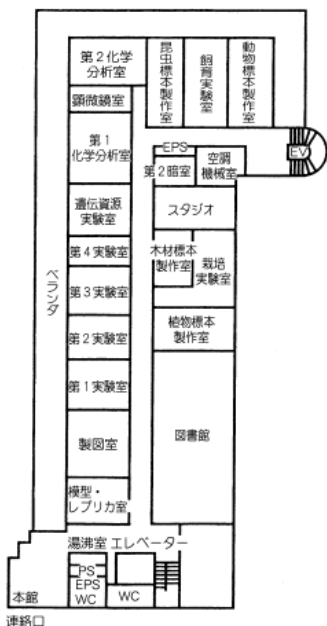 第２化学
分析室
昆虫標本製作室
飼育実験室
動物標本製作室
顕微鏡室
第１
化学分析室
EPS
第２暗室
空調
機械室
EV
遺伝資源
実験室
スタジオ
第４実験室
木材標本
製作室
栽培
実験室
ベランダ
第３実験室
第２実験室
植物標本
製作室
第１実験室
製図室
図書館
模型・
レプリカ室
湯沸室 エレベーター
PS
EPS
WC
WC
本館
連絡口